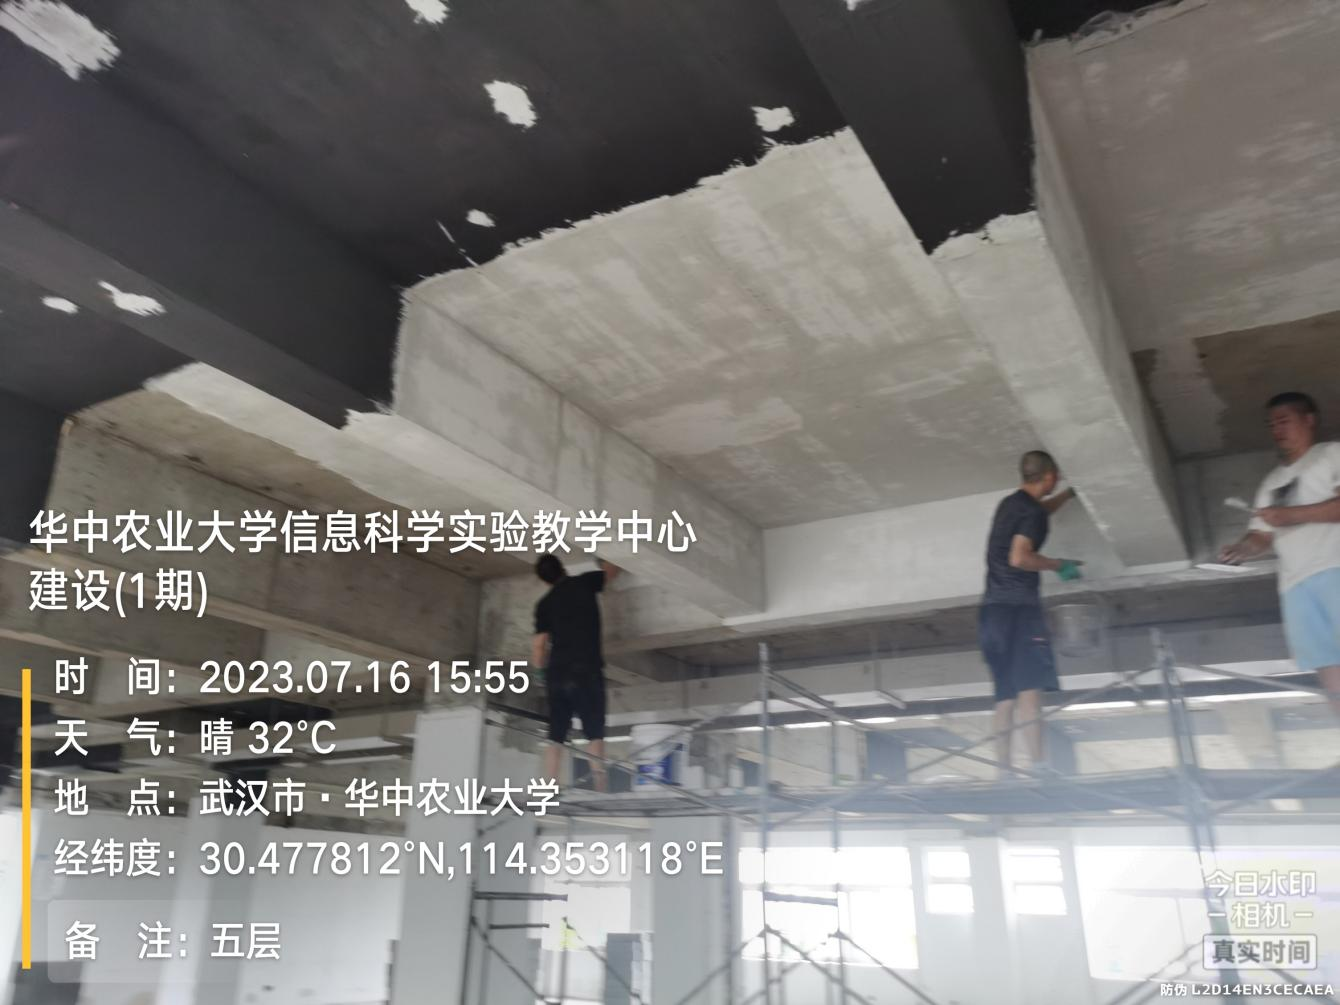 华中农业大学信息科学实验教学中心
建设(1期)
时 间：2023.07.16 15:55
天 气：晴 32°C
地 点：武汉市·华中农业大学
经纬度：30.477812°N,114.353118°E
备 注：五层
今日水印
-相机-
真实时间
防伪 L2D14EN3CECAEA